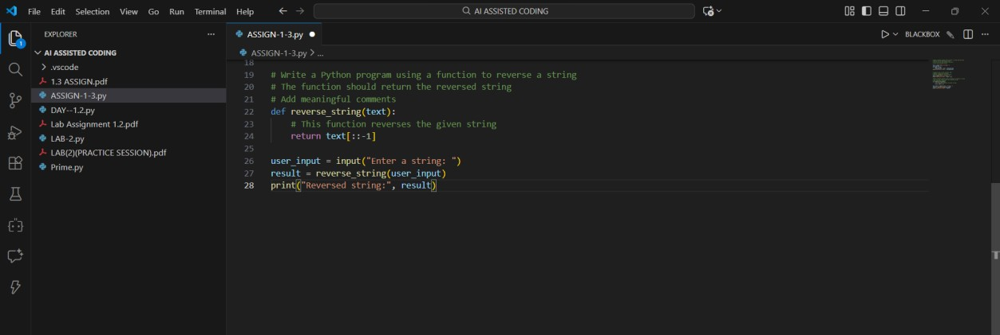 File Edit Selection View Go Run Terminal Help
AI ASSISTED CODING
EXPLORER
AI ASSISTED CODING
.vscode
1.3 ASSIGN.pdf
ASSIGN-1-3.py
DAY--1.2.py
Lab Assignment 1.2.pdf
LAB-2.py
LAB(2)(PRACTICE SESSION).pdf
Prime.py
1
ASSIGN-1-3.py
BLACKBOX
ASSIGN-1-3.py > ...
18
19 # Write a Python program using a function to reverse a string
20 # The function should return the reversed string
21 # Add meaningful comments
22 def reverse_string(text):
23     # This function reverses the given string
24     return text[::-1]
25
26 user_input = input("Enter a string: ")
27 result = reverse_string(user_input)
28 print("Reversed string:", result)